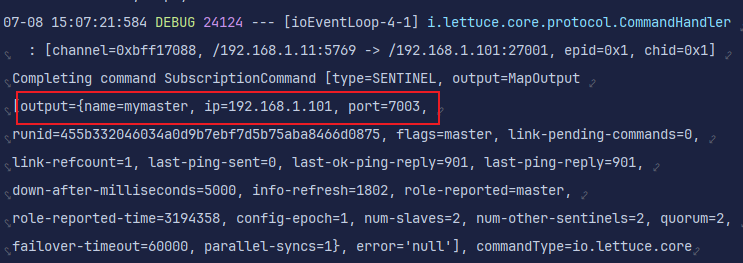 07-08 15:07:21:584 DEBUG 24124 --- [ioEventLoop-4-1] i.lettuce.core.protocol.CommandHandler
: [channel=0xbff17088, /192.168.1.11:5769 -> /192.168.1.101:27001, epid=0x1, chid=0x1]
Completing command SubscriptionCommand [type=SENTINEL, output=MapOutput
[output={name=mymaster, ip=192.168.1.101, port=7003,
runid=455b332046034a0d9b7ebf7d5b75aba8466d0875, flags=master, link-pending-commands=0,
link-refcount=1, last-ping-sent=0, last-ok-ping-reply=901, last-ping-reply=901,
down-after-milliseconds=5000, info-refresh=1802, role-reported=master,
role-reported-time=3194358, config-epoch=1, num-slaves=2, num-other-sentinels=2, quorum=2,
failover-timeout=60000, parallel-syncs=1}, error='null'], commandType=io.lettuce.core